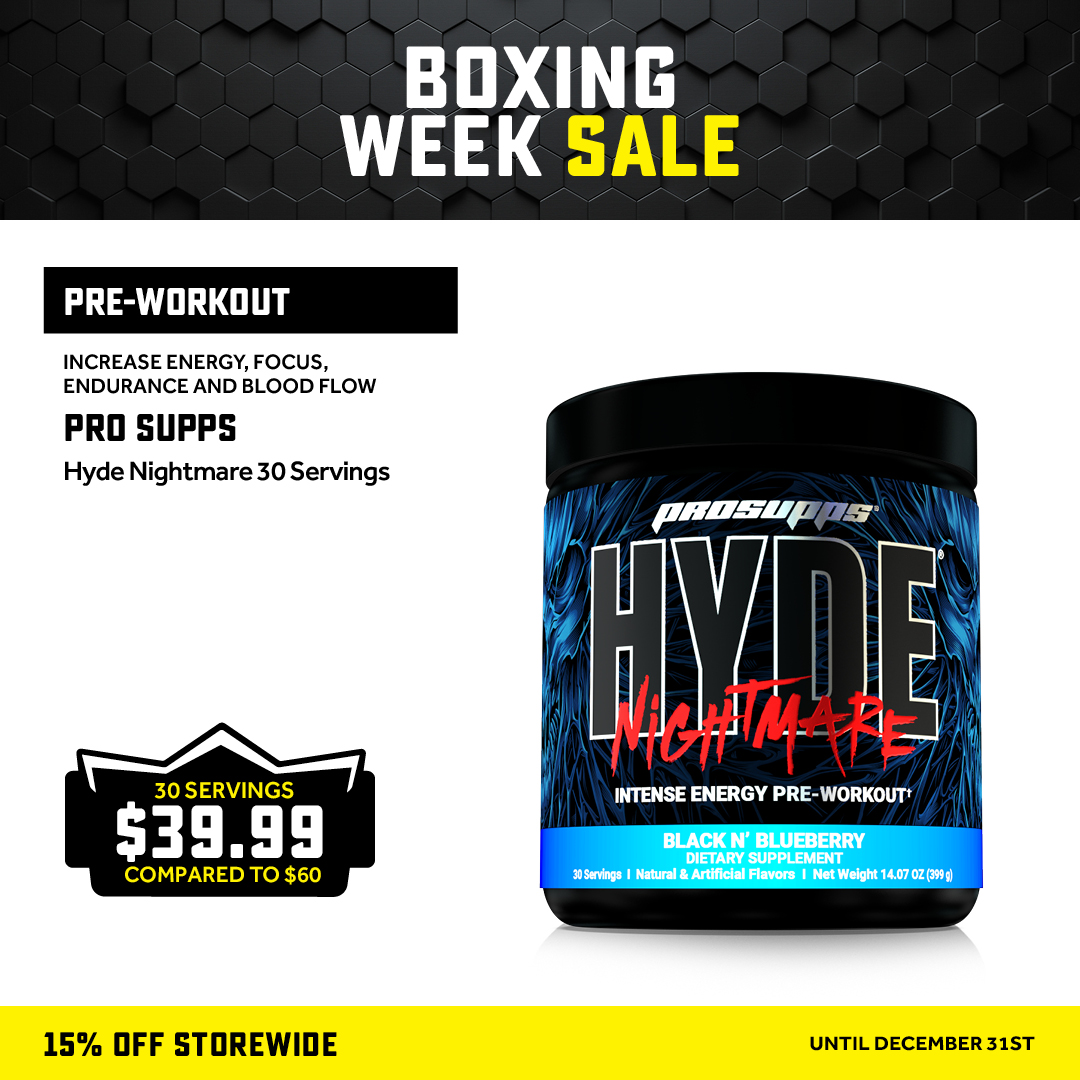 BOXING
WEEK SALE
PRE-WORKOUT
INCREASE ENERGY, FOCUS,
ENDURANCE AND BLOOD FLOW
PRO SUPPS
Hyde Nightmare 30 Servings
PROSUPPS®
HYDE®
NIGHTMARE
INTENSE ENERGY PRE-WORKOUT†
BLACK N' BLUEBERRY
DIETARY SUPPLEMENT
30 Servings | Natural & Artificial Flavors | Net Weight 14.07 OZ (399 g)
30 SERVINGS
$39.99
COMPARED TO $60
15% OFF STOREWIDE
UNTIL DECEMBER 31ST